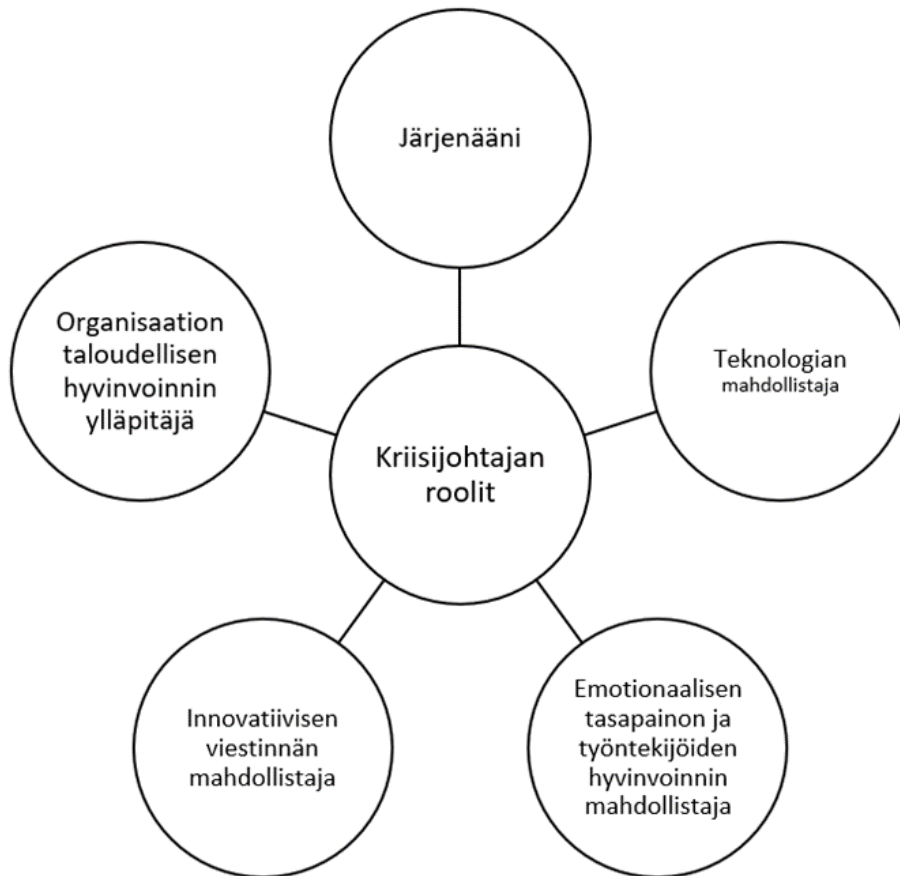 Järjenääni
Organisaation
taloudellisen
hyvinvoinnin
ylläpitäjä
Teknologian
mahdollistaja
Kriisijohtajan
roolit
Innovatiivisen
viestinnän
mahdollistaja
Emotionaalisen
tasapainon ja
työntekijöiden
hyvinvoinnin
mahdollistaja